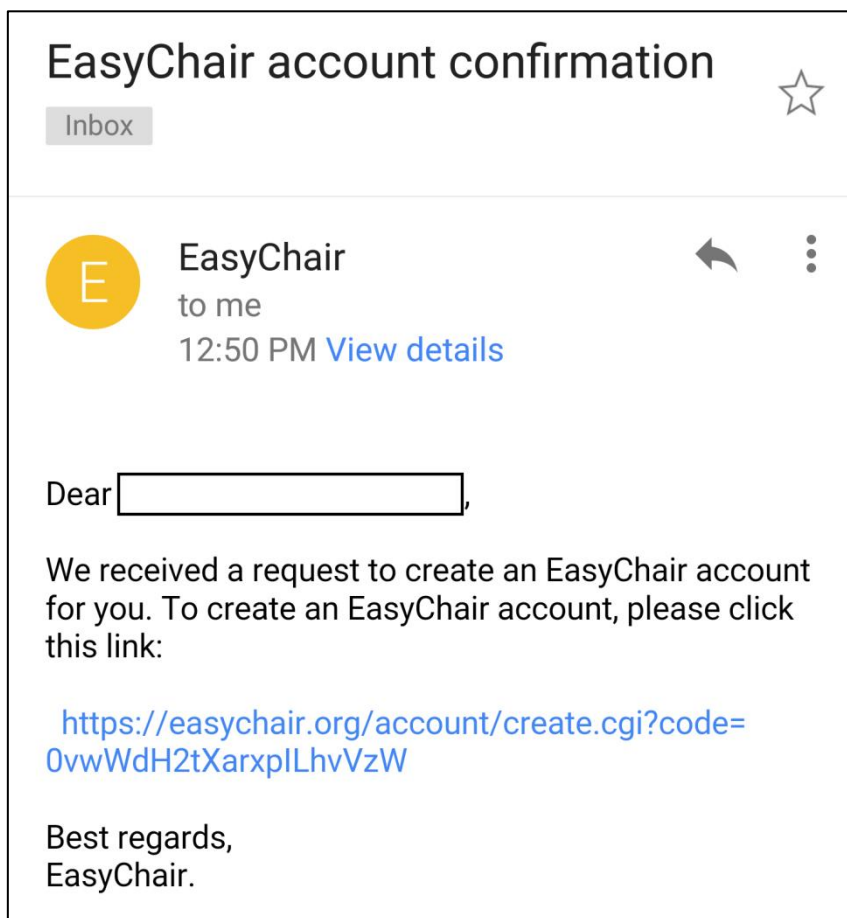 EasyChair account confirmation
Inbox
E
EasyChair
to me
12:50 PM View details
Dear ,
We received a request to create an EasyChair account
for you. To create an EasyChair account, please click
this link:
https://easychair.org/account/create.cgi?code=
0vwWdH2tXarxpILhvVzW
Best regards,
EasyChair.